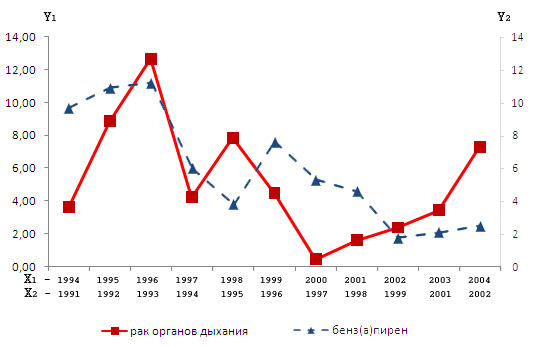 Y1 Y2
14,00 14
12,00 12
10,00 10
8,00 8
6,00 6
4,00 4
2,00 2
0,00 0
X1 - 1994 1995 1996 1997 1998 1999 2000 2001 2002 2003 2004
X2 - 1991 1992 1993 1994 1995 1996 1997 1998 1999 2001 2002
рак органов дыхания бенз(а)пирен